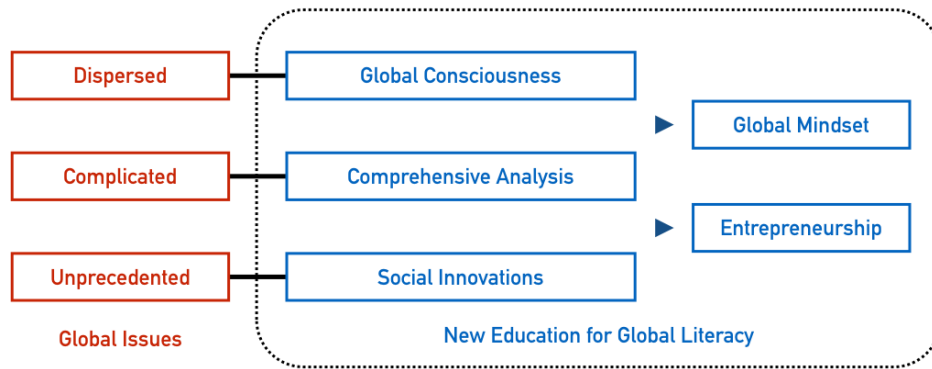 Dispersed
Global Consciousness
Global Mindset
Complicated
Comprehensive Analysis
Entrepreneurship
Unprecedented
Social Innovations
Global Issues
New Education for Global Literacy